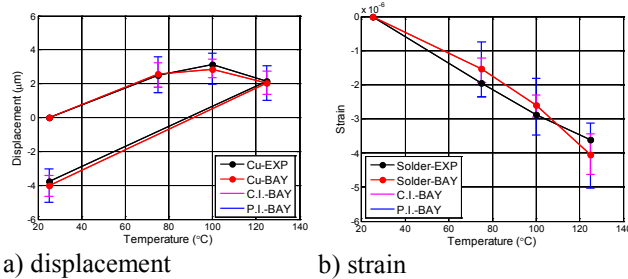 6
4
2
0
-2
-4
-6
20 40 60 80 100 120 140
Displacement (μm)
Temperature (°C)
Cu-EXP
Cu-BAY
C.I.-BAY
P.I.-BAY
a) displacement
x 10⁻⁶
0
-1
-2
-3
-4
-5
-6
20 40 60 80 100 120 140
Strain
Temperature (°C)
Solder-EXP
Solder-BAY
C.I.-BAY
P.I.-BAY
b) strain